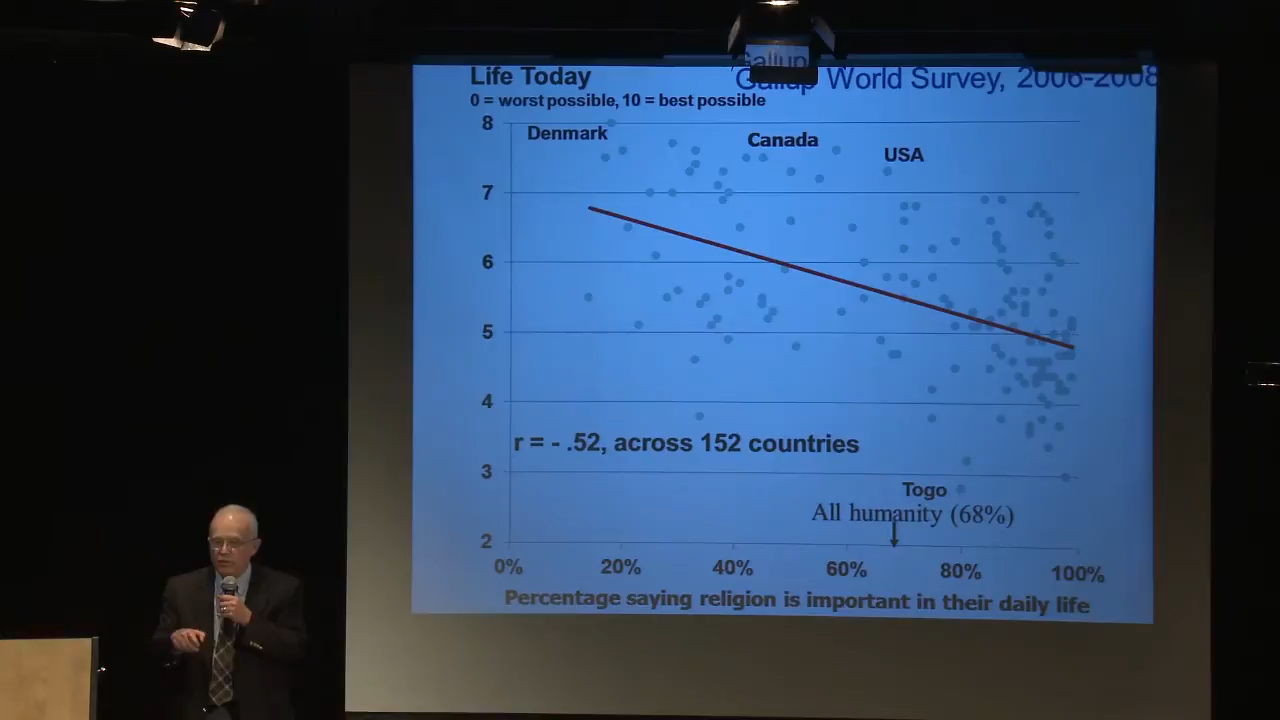 Gallup
Life Today
Gallup World Survey, 2006-2008
0 = worst possible, 10 = best possible
8
Denmark
Canada
USA
7
6
5
4
r = - .52, across 152 countries
3
Togo
All humanity (68%)
2
0% 20% 40% 60% 80% 100%
Percentage saying religion is important in their daily life